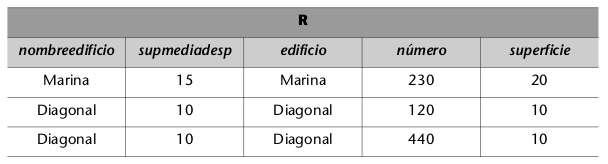 R
nombreedificio supmediadesp edificio número superficie
Marina 15 Marina 230 20
Diagonal 10 Diagonal 120 10
Diagonal 10 Diagonal 440 10